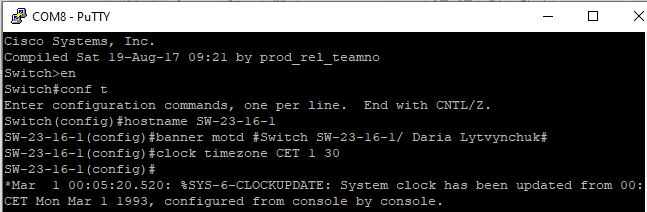 COM8 - PuTTY
Cisco Systems, Inc.
Compiled Sat 19-Aug-17 09:21 by prod_rel_teamno
Switch>en
Switch#conf t
Enter configuration commands, one per line.  End with CNTL/Z.
Switch(config)#hostname SW-23-16-1
SW-23-16-1(config)#banner motd #Switch SW-23-16-1/ Daria Lytvynchuk#
SW-23-16-1(config)#clock timezone CET 1 30
SW-23-16-1(config)#
*Mar  1 00:05:20.520: %SYS-6-CLOCKUPDATE: System clock has been updated from 00:
CET Mon Mar 1 1993, configured from console by console.